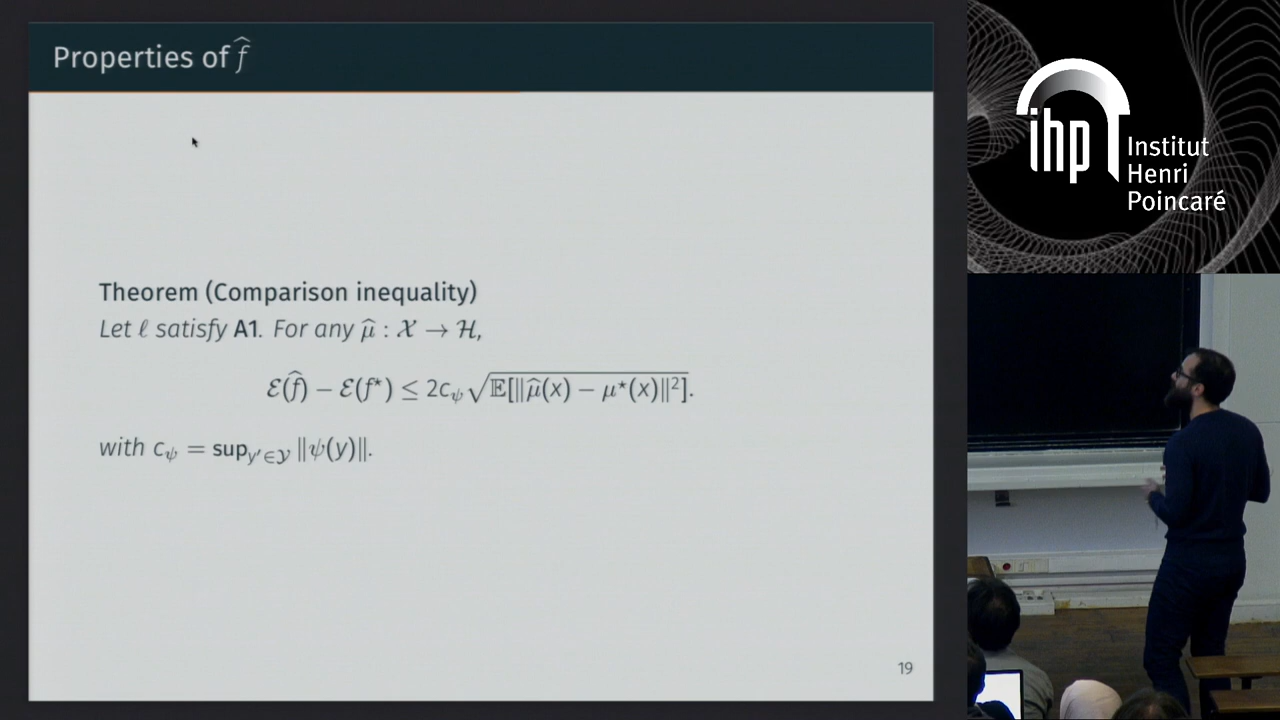 Properties of f̂
Theorem (Comparison inequality)
Let ℓ satisfy A1. For any μ̂ : 𝒳 → ℋ,
ℰ(f̂) − ℰ(f⋆) ≤ 2c_ψ √𝔼[‖μ̂(x) − μ⋆(x)‖²].
with c_ψ = sup_{y′∈𝒴} ‖ψ(y)‖.
19
ihp
Institut
Henri
Poincaré